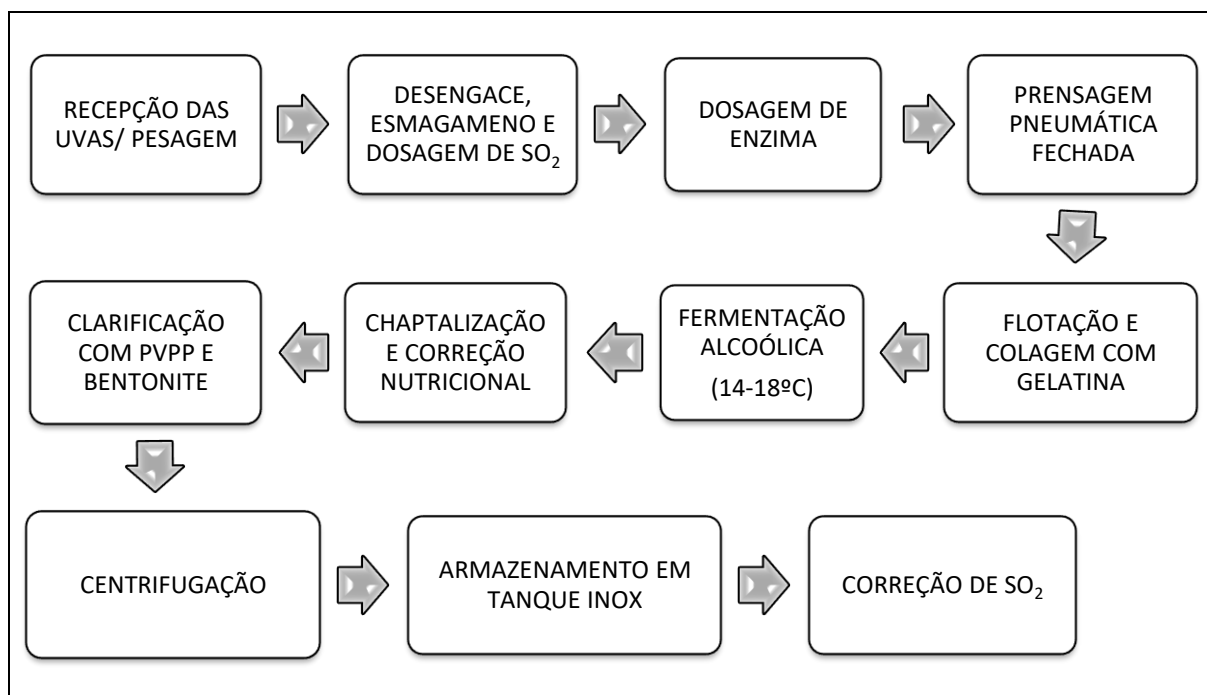 RECEPÇÃO DAS
UVAS/ PESAGEM
DESENGACE,
ESMAGAMENO E
DOSAGEM DE SO₂
DOSAGEM DE
ENZIMA
PRENSAGEM
PNEUMÁTICA
FECHADA
FLOTAÇÃO E
COLAGEM COM
GELATINA
FERMENTAÇÃO
ALCOÓLICA
(14-18ºC)
CHAPTALIZAÇÃO
E CORREÇÃO
NUTRICIONAL
CLARIFICAÇÃO
COM PVPP E
BENTONITE
CENTRIFUGAÇÃO
ARMAZENAMENTO EM
TANQUE INOX
CORREÇÃO DE SO₂